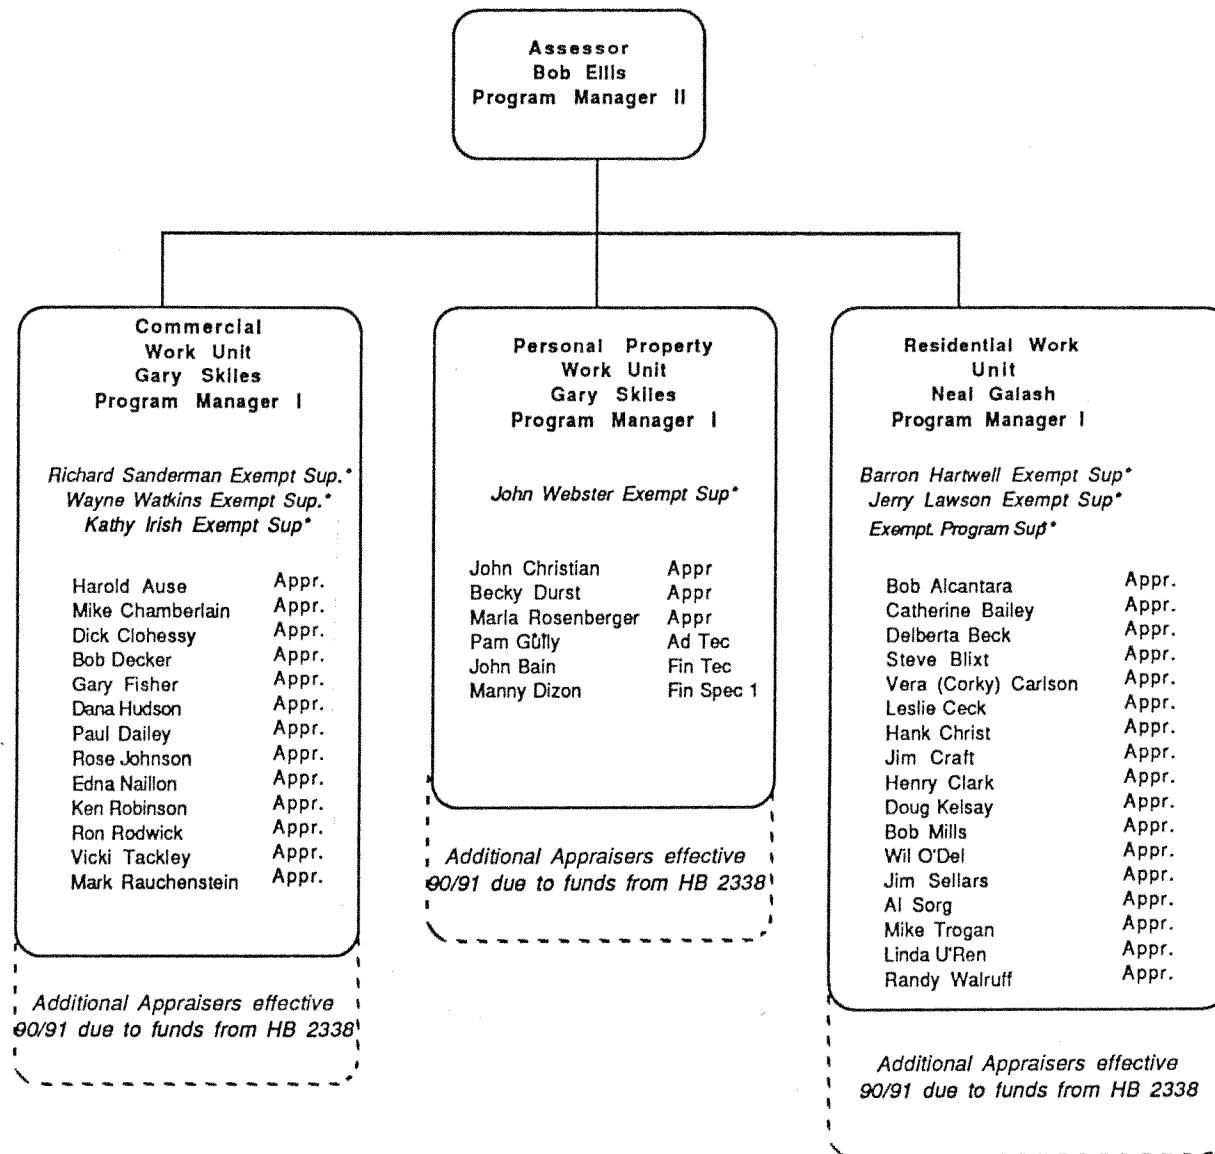 Assessor
Bob Ellis
Program Manager II
Commercial
Work Unit
Gary Skiles
Program Manager I
Richard Sanderman Exempt Sup.*
Wayne Watkins Exempt Sup.*
Kathy Irish Exempt Sup*
Harold Ause Appr.
Mike Chamberlain Appr.
Dick Clohessy Appr.
Bob Decker Appr.
Gary Fisher Appr.
Dana Hudson Appr.
Paul Dailey Appr.
Rose Johnson Appr.
Edna Naillon Appr.
Ken Robinson Appr.
Ron Rodwick Appr.
Vicki Tackley Appr.
Mark Rauchenstein Appr.
Additional Appraisers effective
90/91 due to funds from HB 2338
Personal Property
Work Unit
Gary Skiles
Program Manager I
John Webster Exempt Sup*
John Christian Appr
Becky Durst Appr
Marla Rosenberger Appr
Pam Gully Ad Tec
John Bain Fin Tec
Manny Dizon Fin Spec 1
Additional Appraisers effective
90/91 due to funds from HB 2338
Residential Work
Unit
Neal Galash
Program Manager I
Barron Hartwell Exempt Sup*
Jerry Lawson Exempt Sup*
Exempt. Program Sup*
Bob Alcantara Appr.
Catherine Bailey Appr.
Delberta Beck Appr.
Steve Blixt Appr.
Vera (Corky) Carlson Appr.
Leslie Ceck Appr.
Hank Christ Appr.
Jim Craft Appr.
Henry Clark Appr.
Doug Kelsay Appr.
Bob Mills Appr.
Wil O'Del Appr.
Jim Sellars Appr.
Al Sorg Appr.
Mike Trogan Appr.
Linda U'Ren Appr.
Randy Walruff Appr.
Additional Appraisers effective
90/91 due to funds from HB 2338